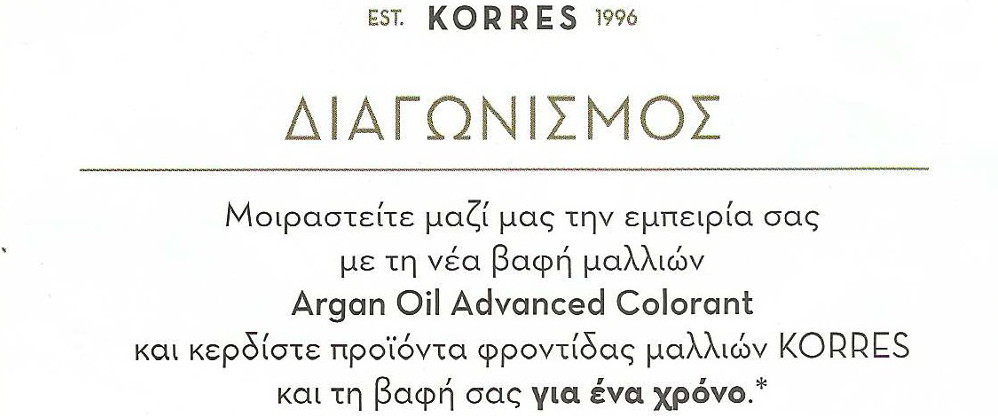 EST. KORRES 1996
ΔΙΑΓΩΝΙΣΜΟΣ
Μοιραστείτε μαζί μας την εμπειρία σας
με τη νέα βαφή μαλλιών
Argan Oil Advanced Colorant
και κερδίστε προϊόντα φροντίδας μαλλιών KORRES
και τη βαφή σας για ένα χρόνο.*